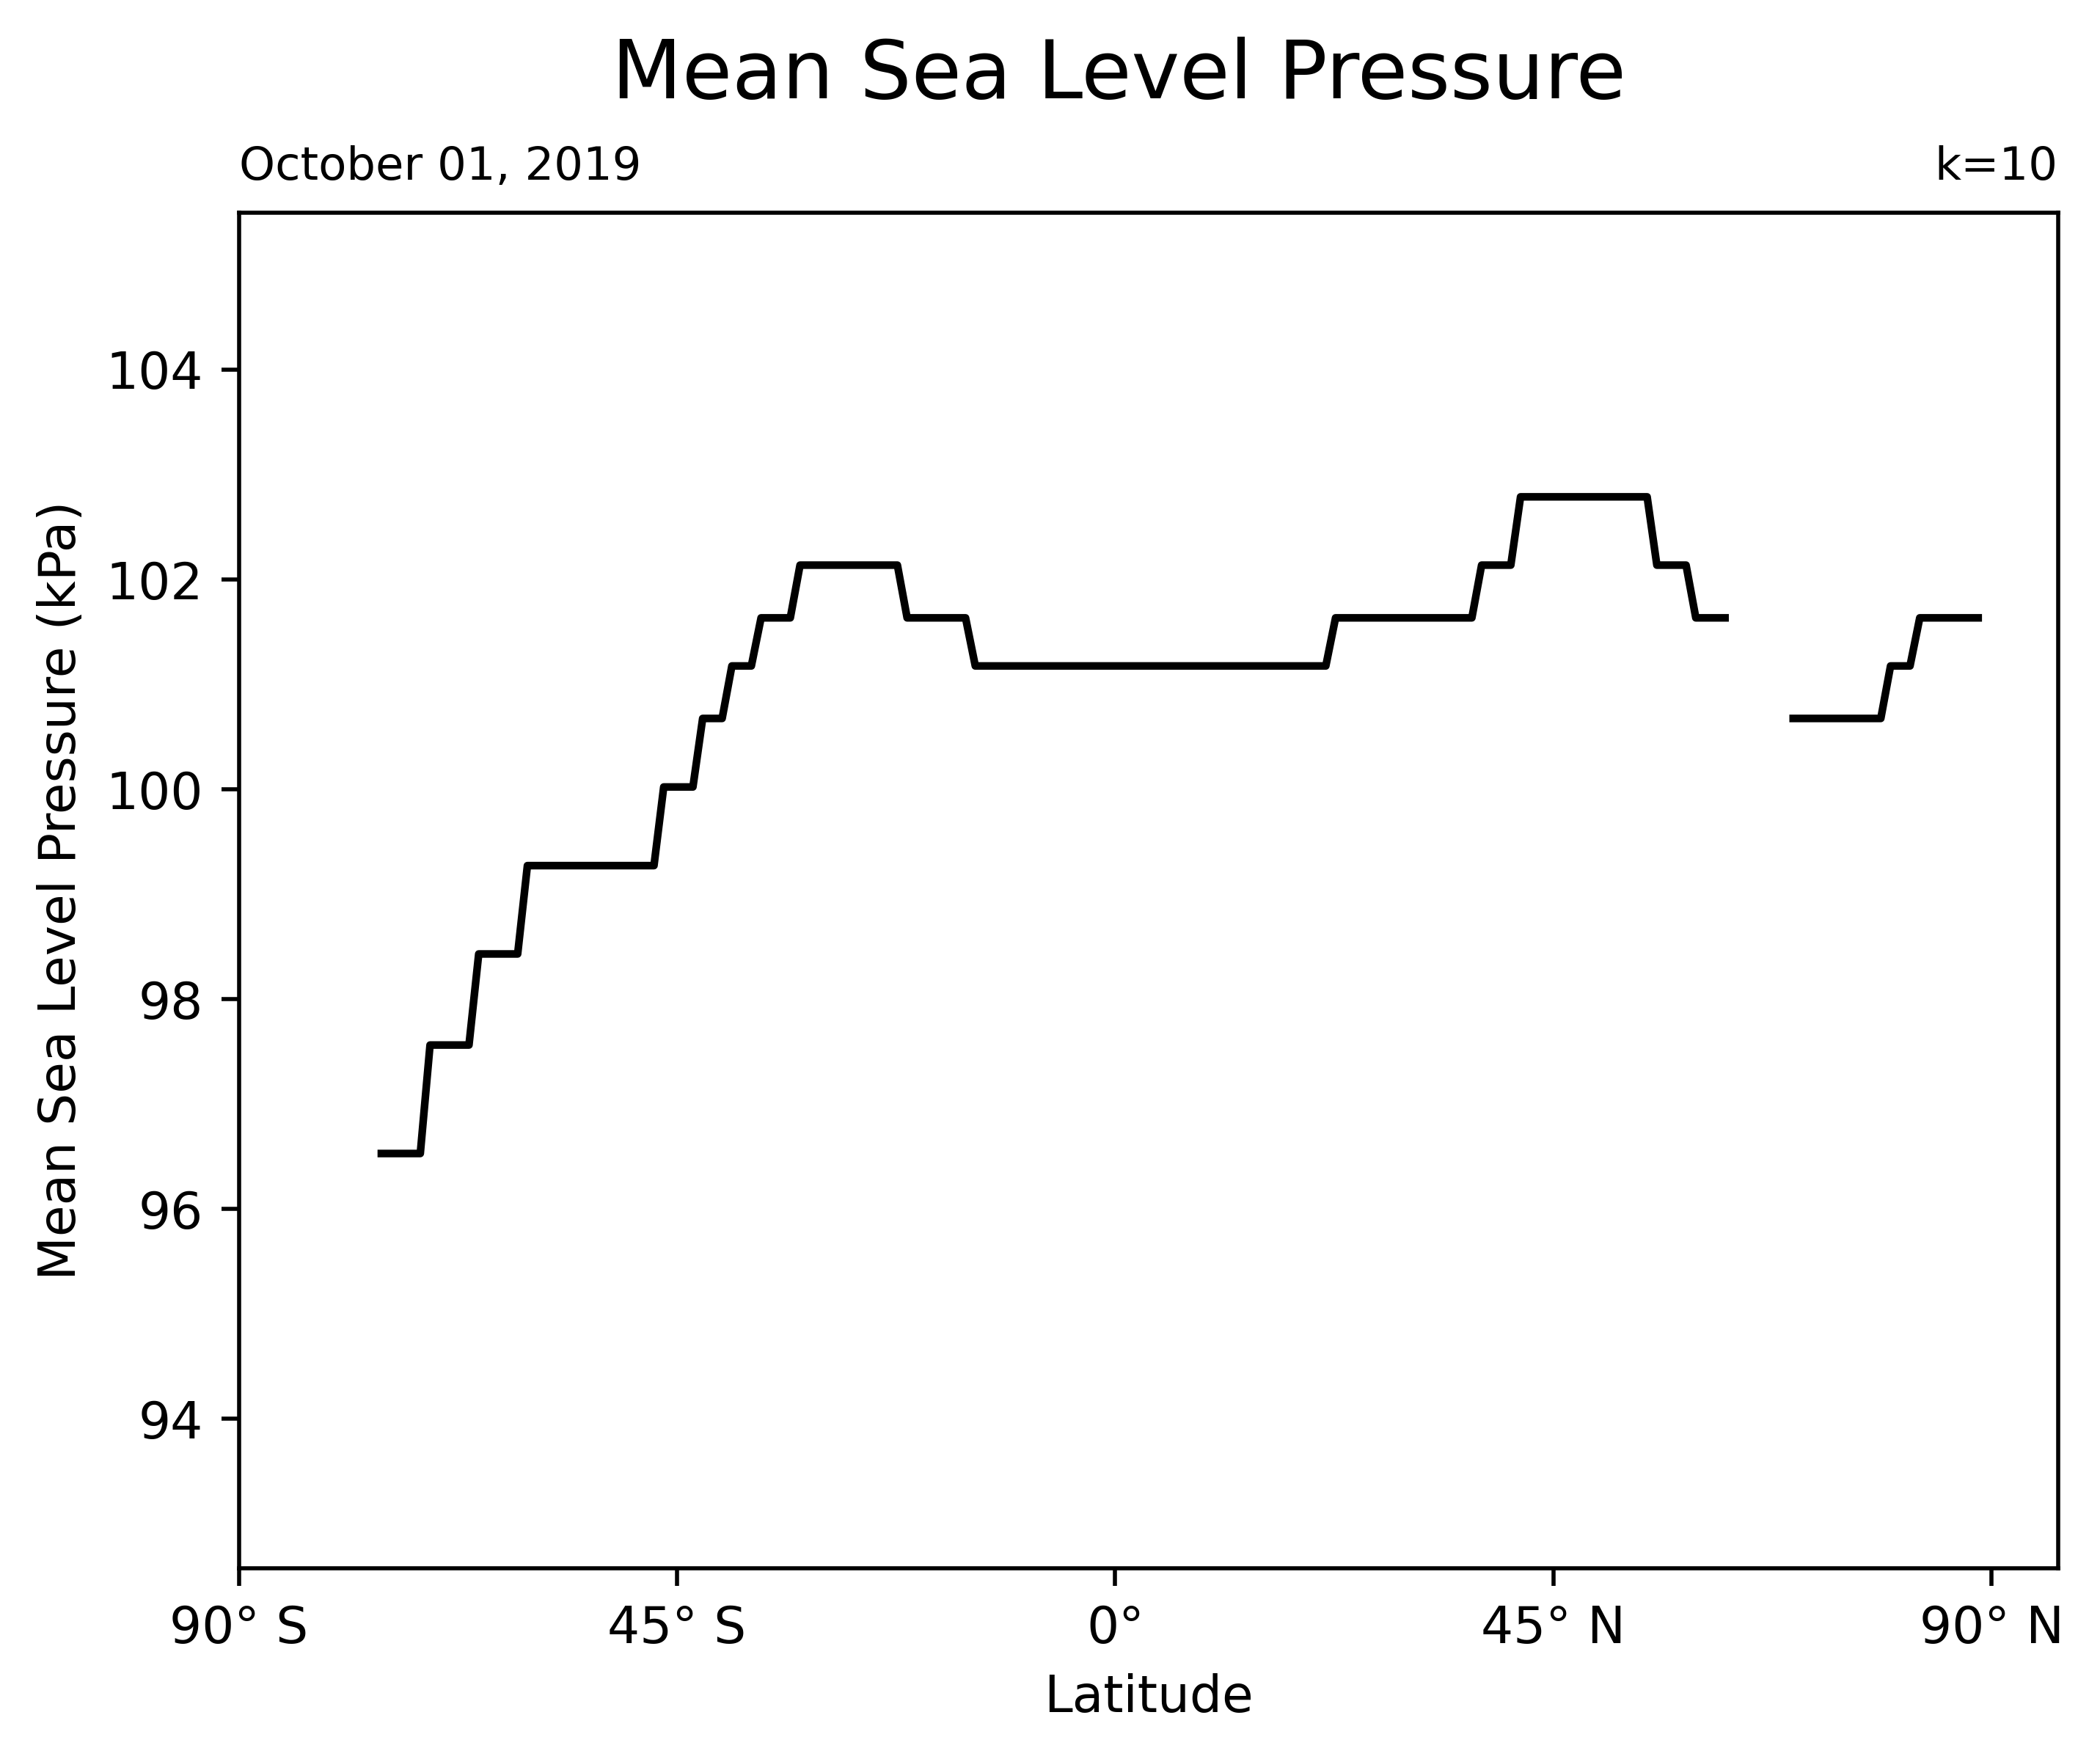 Mean Sea Level Pressure
October 01, 2019
k=10
Mean Sea Level Pressure (kPa)
104
102
100
98
96
94
90° S
45° S
0°
45° N
90° N
Latitude